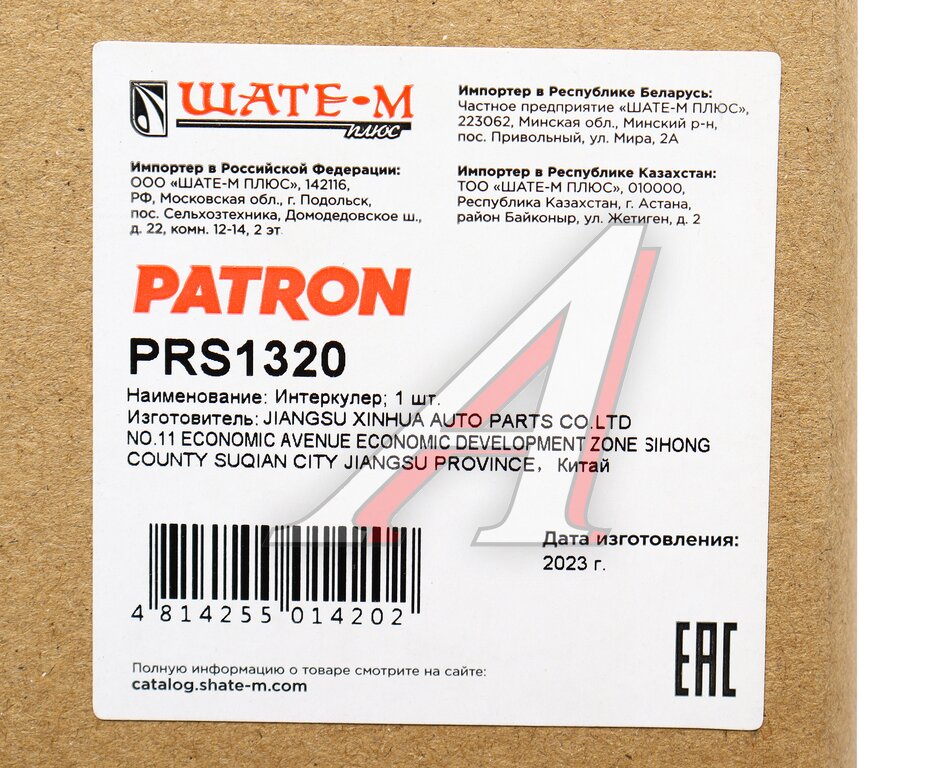 ШАТЕ-М
плюс
Импортер в Российской Федерации:
ООО «ШАТЕ-М ПЛЮС», 142116,
РФ, Московская обл., г. Подольск,
пос. Сельхозтехника, Домодедовское ш.,
д. 22, комн. 12-14, 2 эт.
Импортер в Республике Беларусь:
Частное предприятие «ШАТЕ-М ПЛЮС»,
223062, Минская обл., Минский р-н,
пос. Привольный, ул. Мира, 2А
Импортер в Республике Казахстан:
ТОО «ШАТЕ-М ПЛЮС», 010000,
Республика Казахстан, г. Астана,
район Байконыр, ул. Жетиген, д. 2
PATRON
PRS1320
Наименование: Интеркулер; 1 шт.
Изготовитель: JIANGSU XINHUA AUTO PARTS CO.LTD
NO.11 ECONOMIC AVENUE ECONOMIC DEVELOPMENT ZONE SIHONG
COUNTY SUQIAN CITY JIANGSU PROVINCE， Китай
Дата изготовления:
2023 г.
4 814255 014202
EAC
Полную информацию о товаре смотрите на сайте:
catalog.shate-m.com